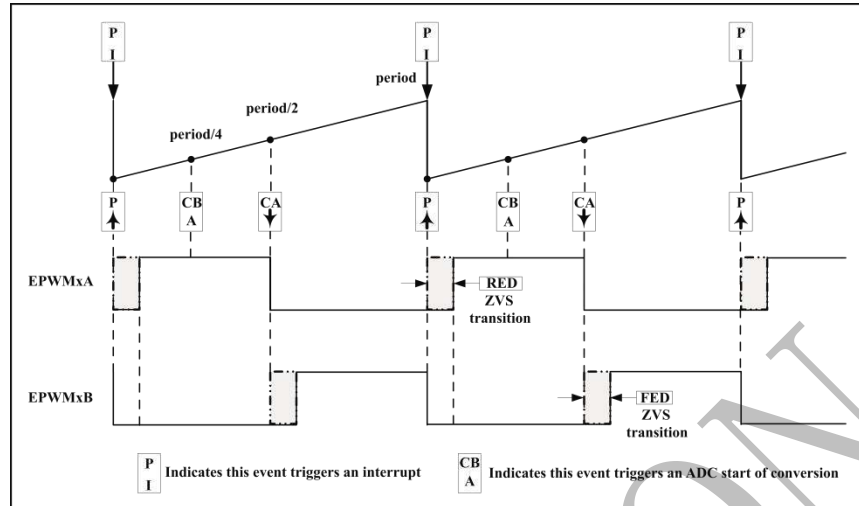 P
I
P
I
P
I
period
period/2
period/4
P
CB
A
CA
P
CB
A
CA
P
EPWMxA
RED
ZVS
transition
EPWMxB
FED
ZVS
transition
P
I
Indicates this event triggers an interrupt
CB
A
Indicates this event triggers an ADC start of conversion